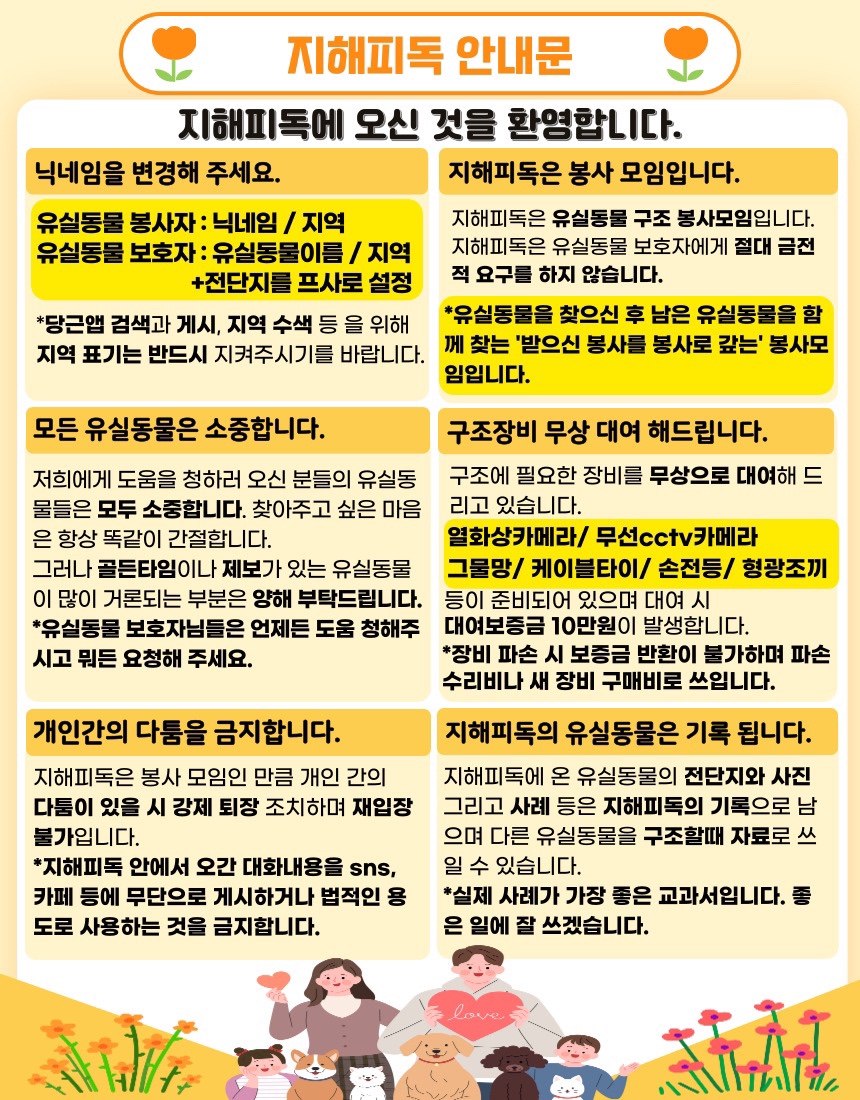 지해피독 안내문
지해피독에 오신 것을 환영합니다.
닉네임을 변경해 주세요.
유실동물 봉사자 : 닉네임 / 지역
유실동물 보호자 : 유실동물이름 / 지역
+전단지를 프사로 설정
*당근앱 검색과 게시, 지역 수색 등 을 위해
지역 표기는 반드시 지켜주시기를 바랍니다.
지해피독은 봉사 모임입니다.
지해피독은 유실동물 구조 봉사모임입니다.
지해피독은 유실동물 보호자에게 절대 금전
적 요구를 하지 않습니다.
*유실동물을 찾으신 후 남은 유실동물을 함
께 찾는 '받으신 봉사를 봉사로 갚는' 봉사모
임입니다.
모든 유실동물은 소중합니다.
저희에게 도움을 청하러 오신 분들의 유실동
물들은 모두 소중합니다. 찾아주고 싶은 마음
은 항상 똑같이 간절합니다.
그러나 골든타임이나 제보가 있는 유실동물
이 많이 거론되는 부분은 양해 부탁드립니다.
*유실동물 보호자님들은 언제든 도움 청해주
시고 뭐든 요청해 주세요.
구조장비 무상 대여 해드립니다.
구조에 필요한 장비를 무상으로 대여해 드
리고 있습니다.
열화상카메라/ 무선cctv카메라
그물망/ 케이블타이/ 손전등/ 형광조끼
등이 준비되어 있으며 대여 시
대여보증금 10만원이 발생합니다.
*장비 파손 시 보증금 반환이 불가하며 파손
수리비나 새 장비 구매비로 쓰입니다.
개인간의 다툼을 금지합니다.
지해피독은 봉사 모임인 만큼 개인 간의
다툼이 있을 시 강제 퇴장 조치하며 재입장
불가입니다.
*지해피독 안에서 오간 대화내용을 sns,
카페 등에 무단으로 게시하거나 법적인 용
도로 사용하는 것을 금지합니다.
지해피독의 유실동물은 기록 됩니다.
지해피독에 온 유실동물의 전단지와 사진
그리고 사례 등은 지해피독의 기록으로 남
으며 다른 유실동물을 구조할때 자료로 쓰
일 수 있습니다.
*실제 사례가 가장 좋은 교과서입니다. 좋
은 일에 잘 쓰겠습니다.
love